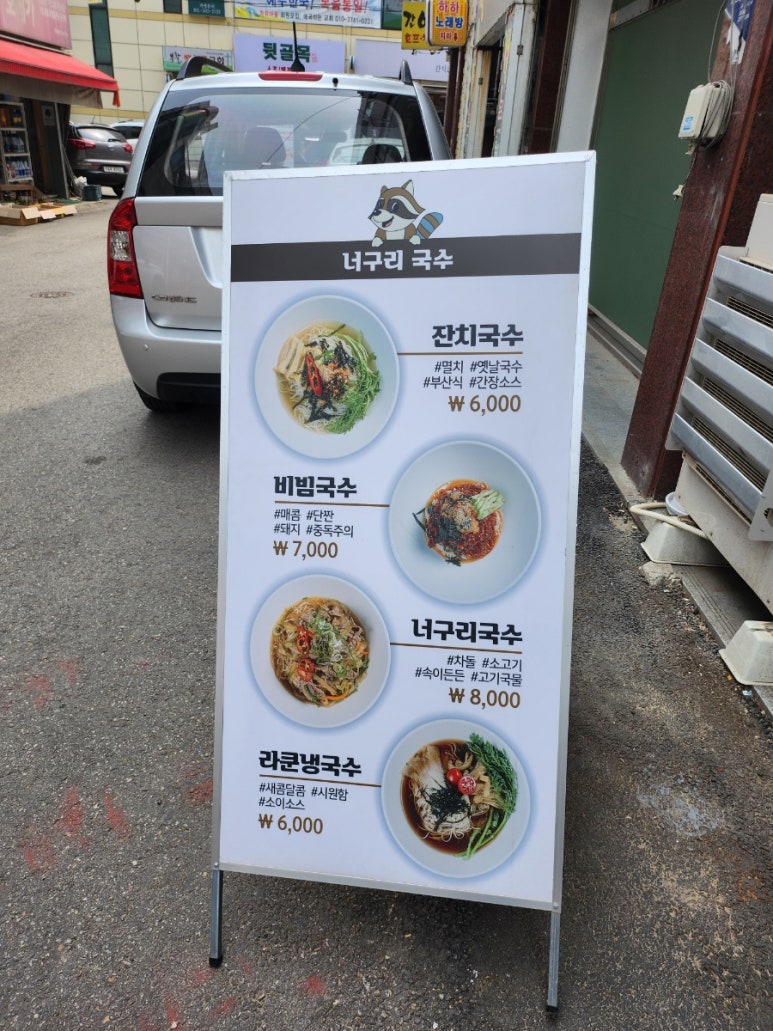 뒷골목
하하
노래방
너구리 국수
잔치국수
#멸치 #옛날국수
#부산식 #간장소스
₩ 6,000
비빔국수
#매콤 #단짠
#돼지 #중독주의
₩ 7,000
너구리국수
#차돌 #소고기
#속이든든 #고기국물
₩ 8,000
라쿤냉국수
#새콤달콤 #시원함
#소이소스
₩ 6,000